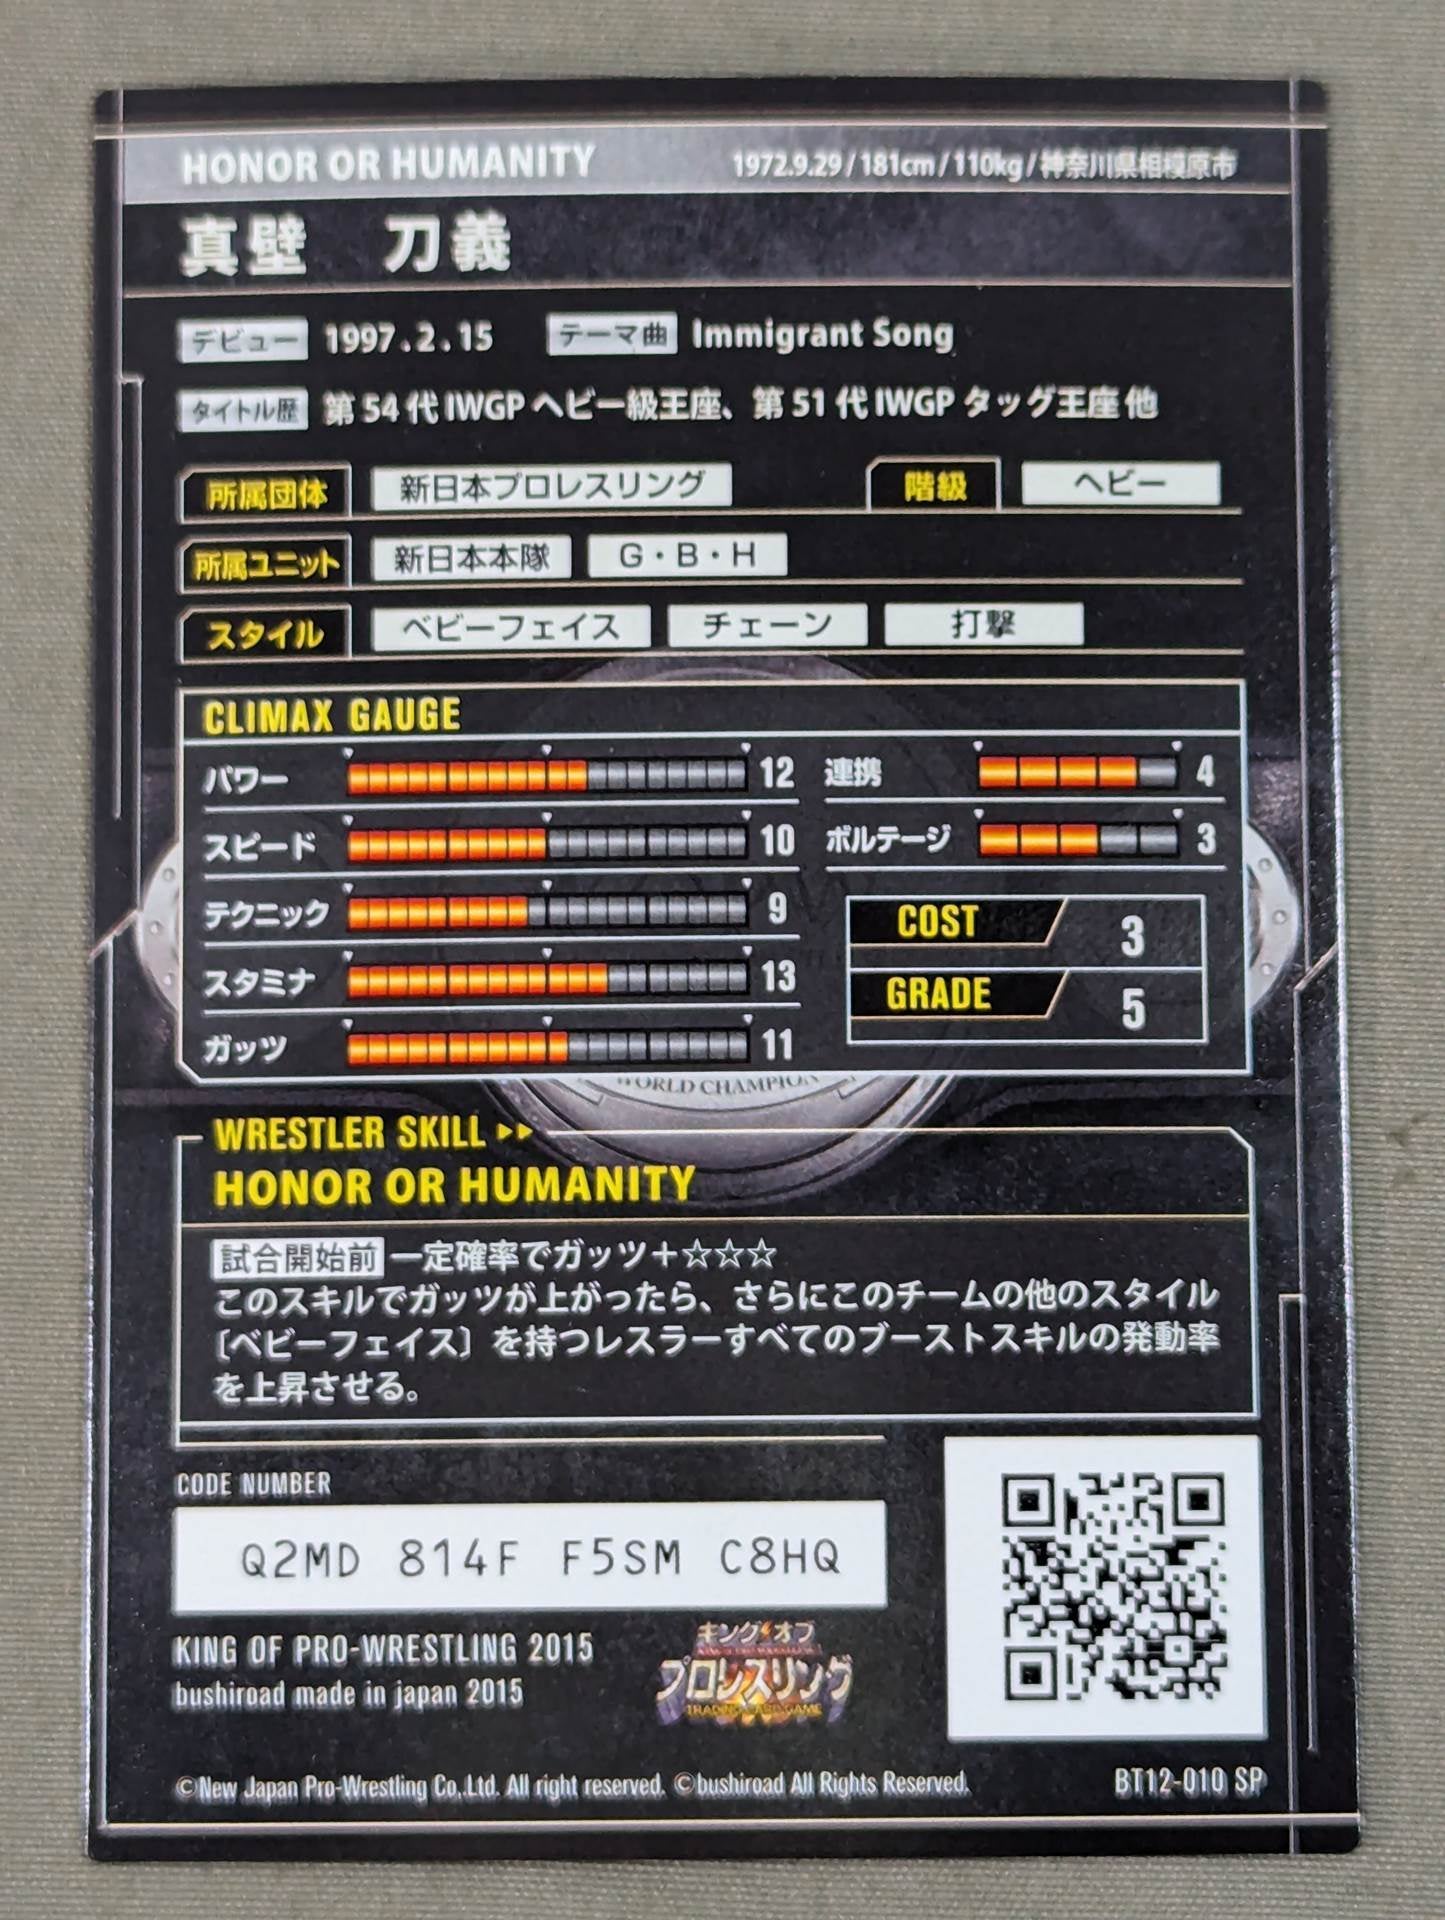 HONOR OR HUMANITY 1972.9.29 / 181cm / 110kg / 神奈川県相模原市
真壁 刀義
デビュー 1997.2.15 テーマ曲 Immigrant Song
タイトル歴 第54代IWGPヘビー級王座、第51代IWGPタッグ王座他
所属団体 新日本プロレスリング 階級 ヘビー
所属ユニット 新日本本隊 G・B・H
スタイル ベビーフェイス チェーン 打撃
CLIMAX GAUGE
パワー 12 連携 4
スピード 10 ボルテージ 3
テクニック 9 COST 3
スタミナ 13 GRADE 5
ガッツ 11
WORLD CHAMPION
WRESTLER SKILL ▸▸
HONOR OR HUMANITY
試合開始前 一定確率でガッツ＋☆☆☆
このスキルでガッツが上がったら、さらにこのチームの他のスタイル
［ベビーフェイス］を持つレスラーすべてのブーストスキルの発動率
を上昇させる。
CODE NUMBER
Q2MD 814F F5SM C8HQ
KING OF PRO-WRESTLING 2015
bushiroad made in japan 2015
キング オブ
プロレスリング
TRADING CARD GAME
©New Japan Pro-Wrestling Co,.Ltd. All right reserved. ©bushiroad All Rights Reserved. BT12-010 SP